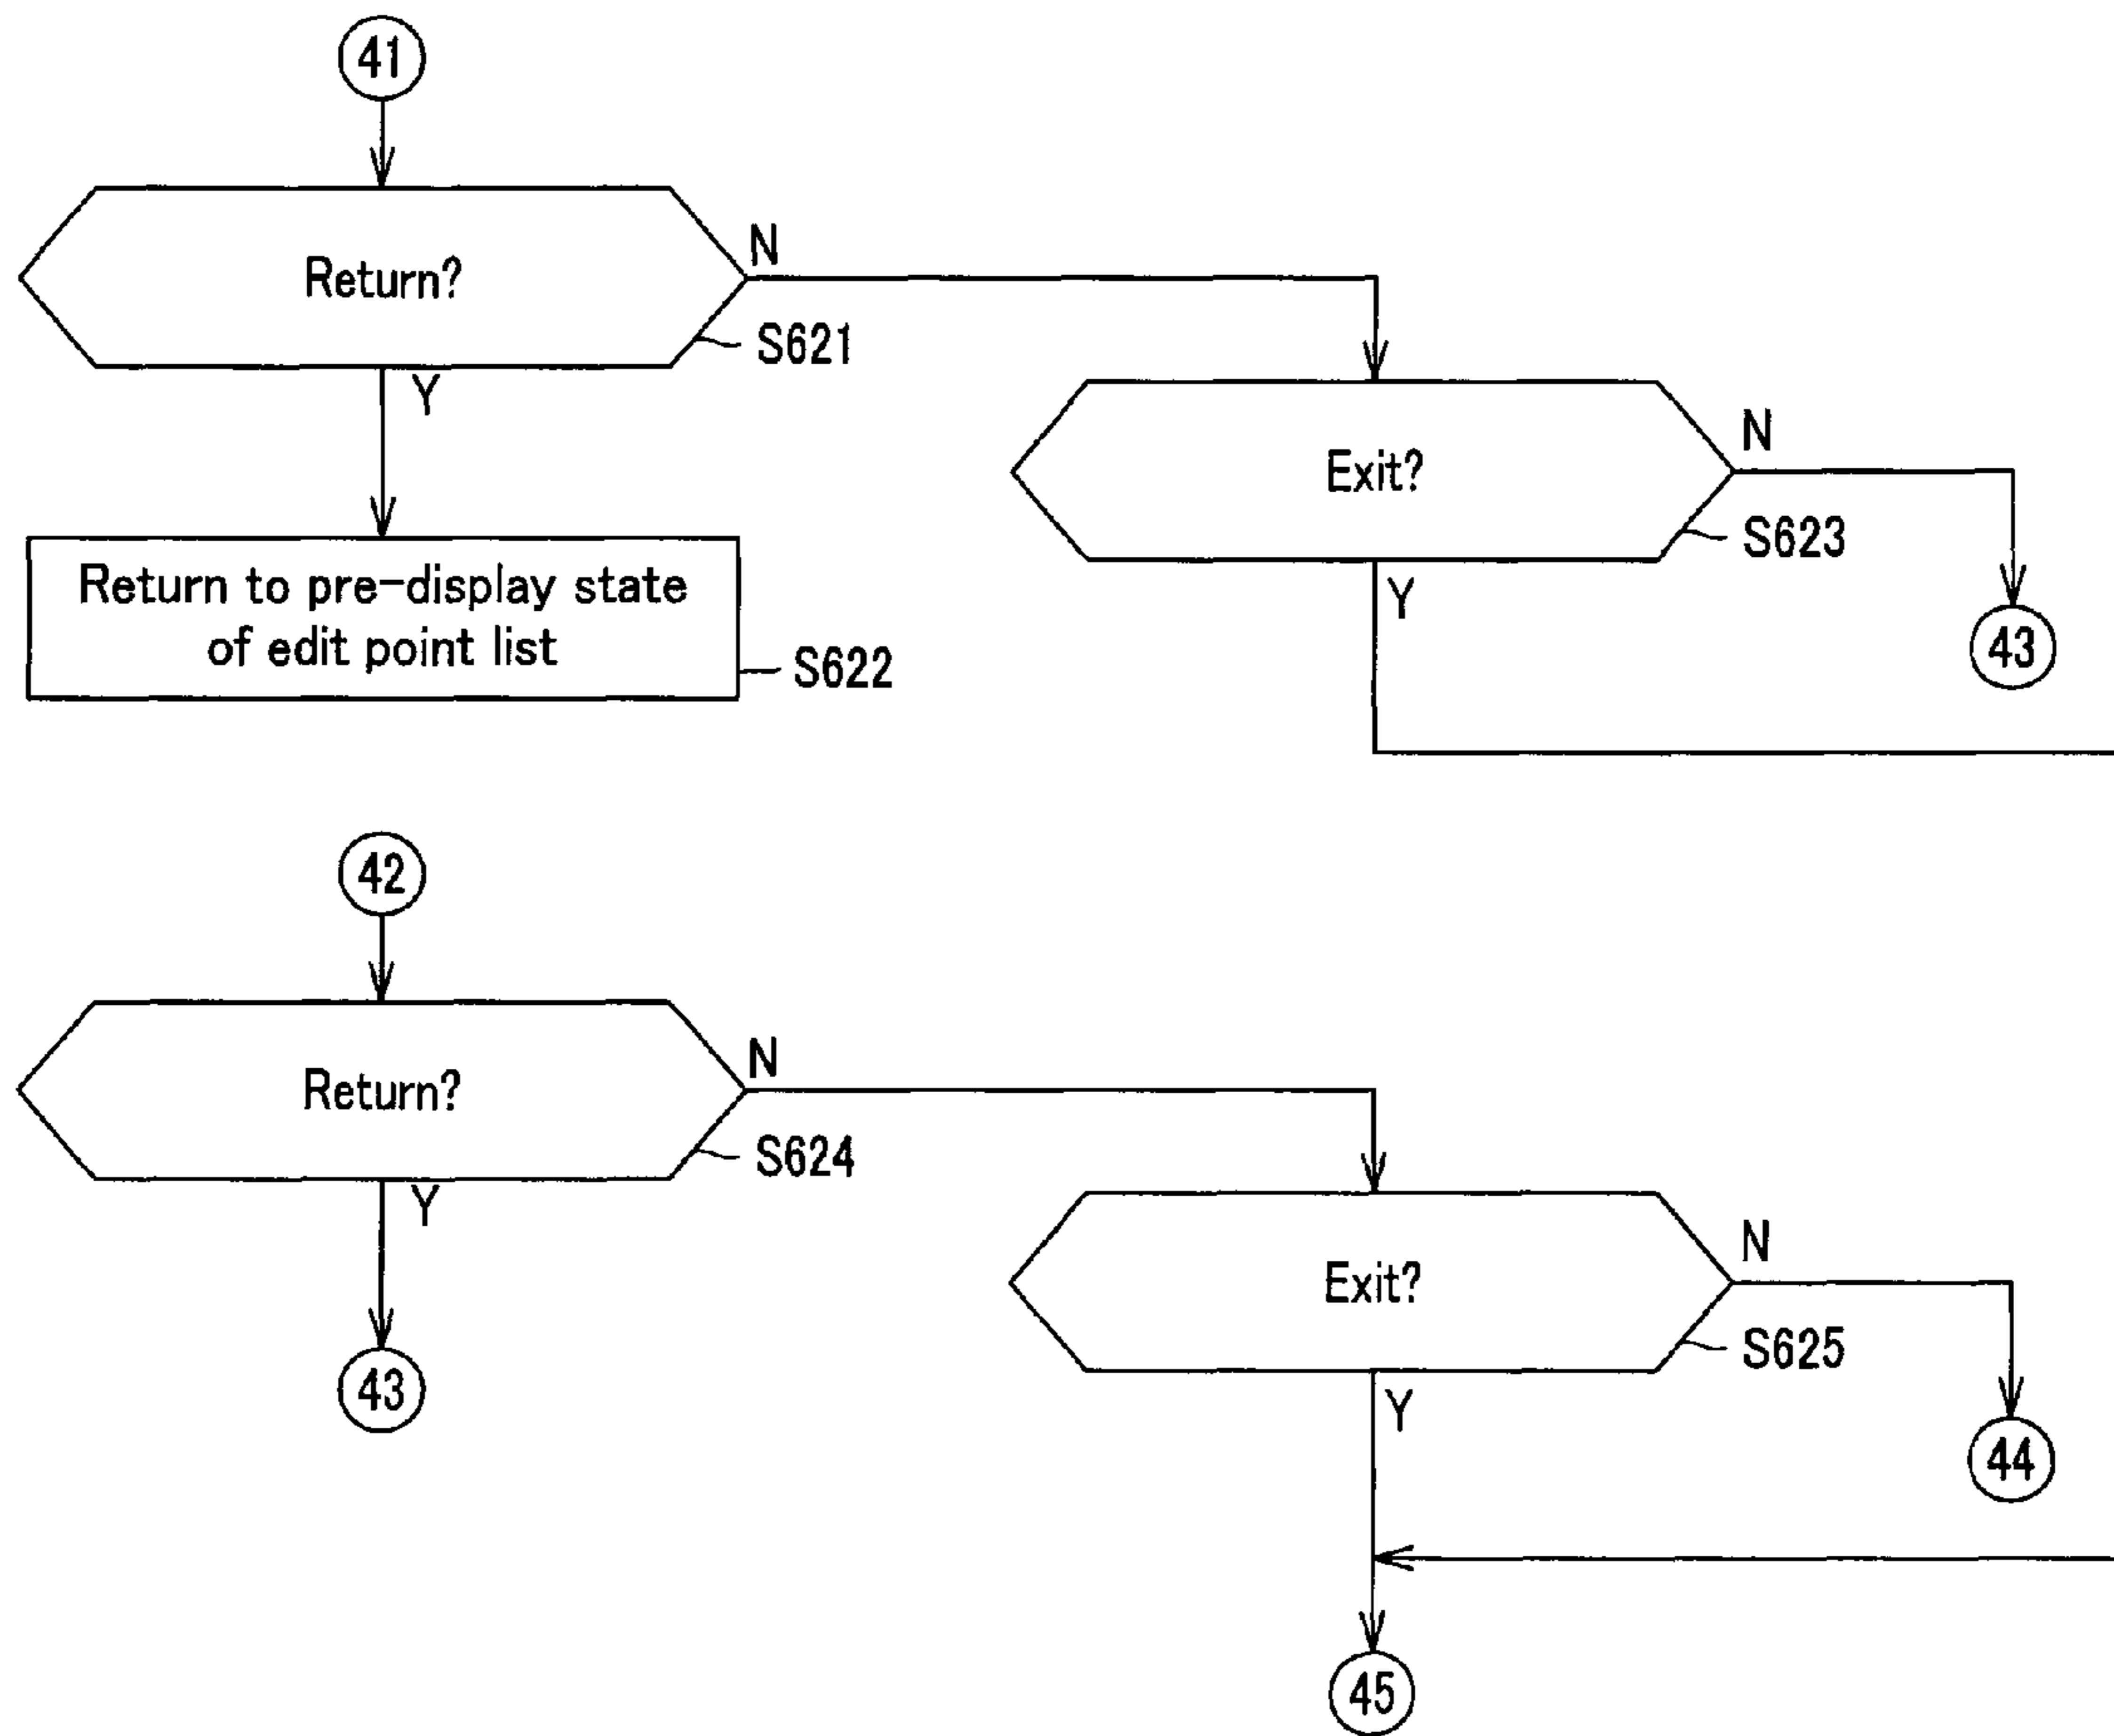 41
Return?
N
S621
Y
Exit?
N
S623
Y
Return to pre-display state
of edit point list
S622
43
42
Return?
N
S624
Y
Exit?
N
S625
Y
43
44
45